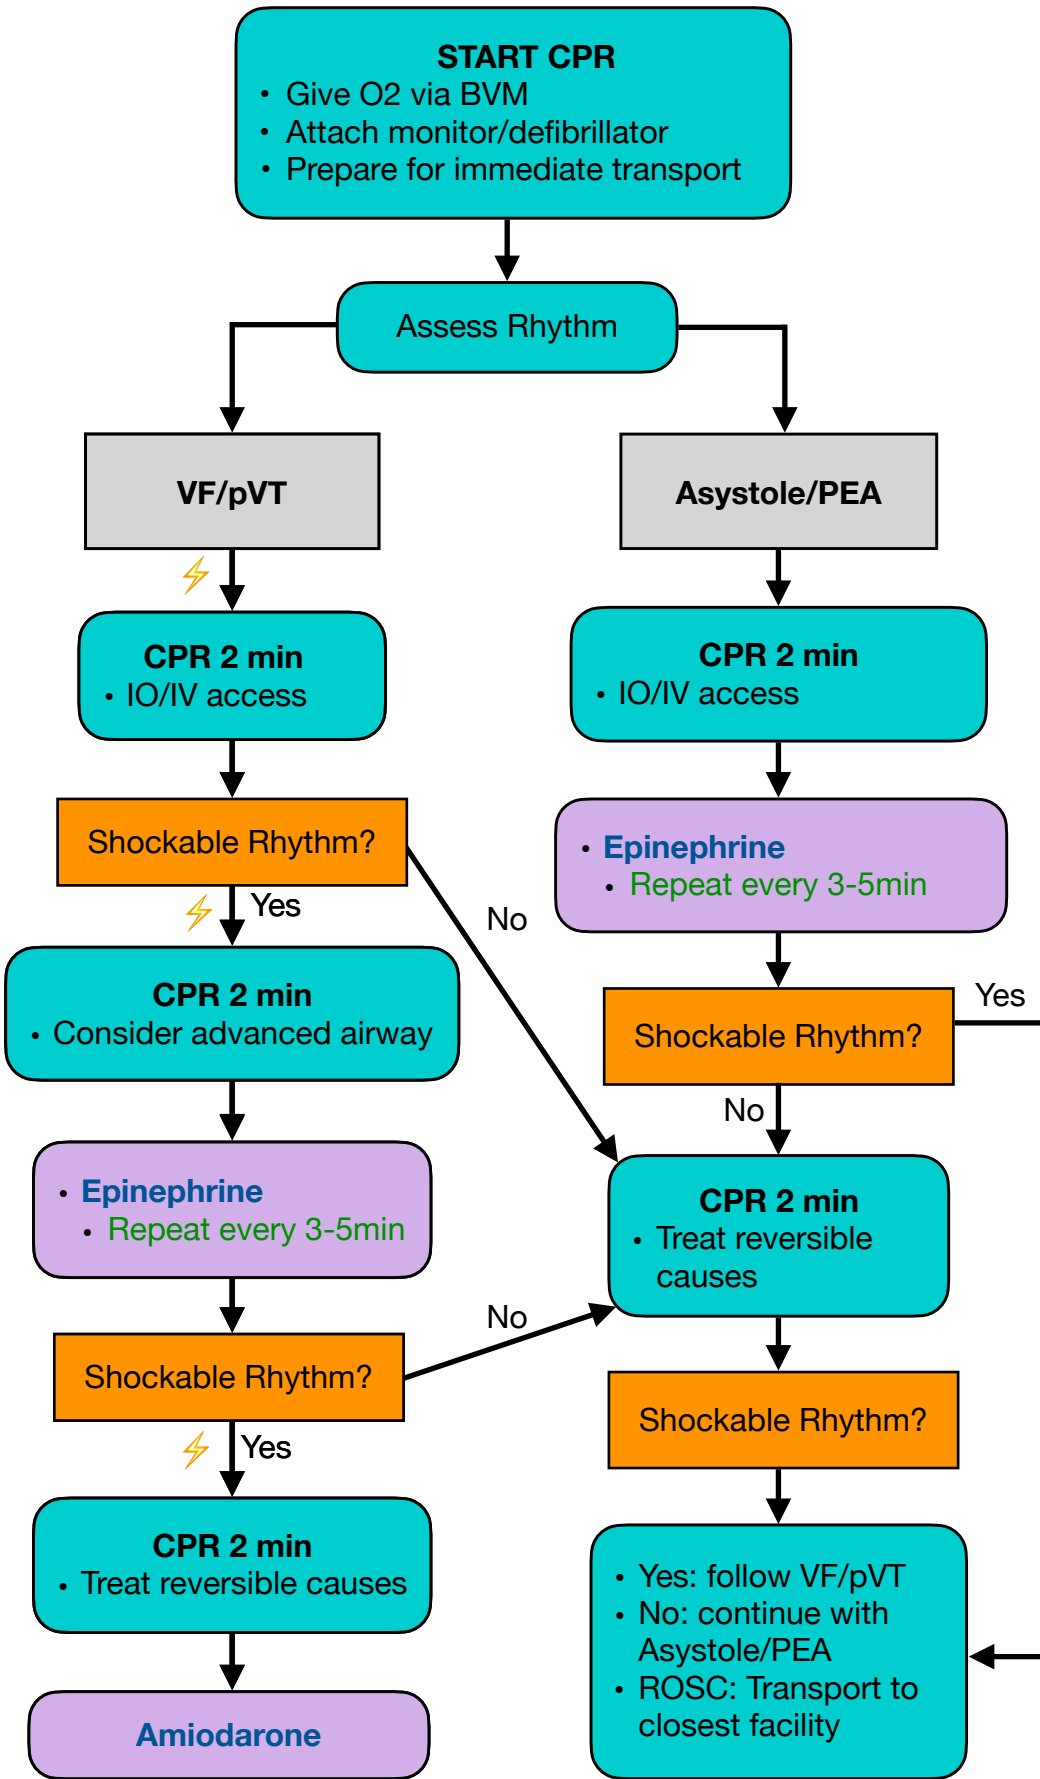 START CPR
• Give O2 via BVM
• Attach monitor/defibrillator
• Prepare for immediate transport
Assess Rhythm
VF/pVT
CPR 2 min
• IO/IV access
Shockable Rhythm?
Yes
No
CPR 2 min
• Consider advanced airway
• Epinephrine
• Repeat every 3-5min
Shockable Rhythm?
No
Yes
CPR 2 min
• Treat reversible causes
Amiodarone
Asystole/PEA
CPR 2 min
• IO/IV access
• Epinephrine
• Repeat every 3-5min
Shockable Rhythm?
Yes
No
CPR 2 min
• Treat reversible
causes
Shockable Rhythm?
• Yes: follow VF/pVT
• No: continue with
Asystole/PEA
• ROSC: Transport to
closest facility